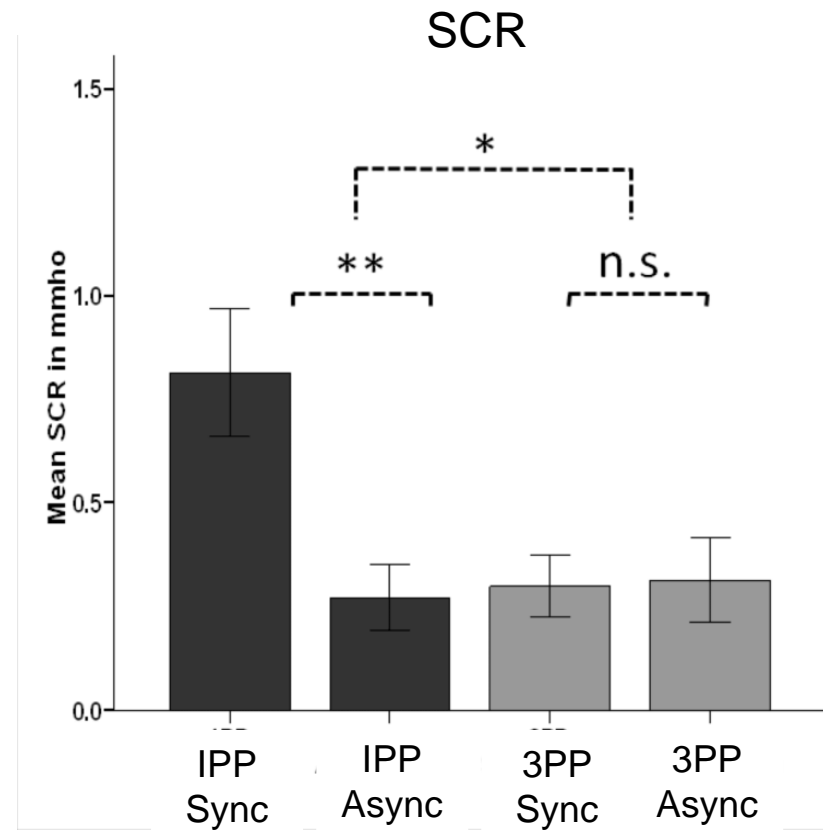 SCR
1.5
*
** n.s.
1.0
Mean SCR in mmho
0.5
0.0
IPP IPP 3PP 3PP
Sync Async Sync Async